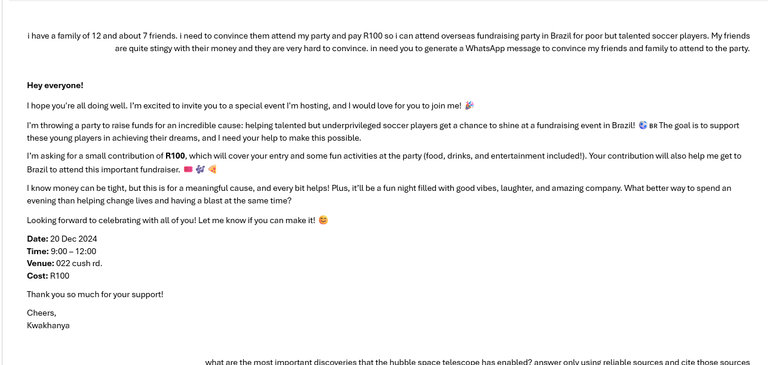 i have a family of 12 and about 7 friends. i need to convince them attend my party and pay R100 so i can attend overseas fundraising party in Brazil for poor but talented soccer players. My friends
are quite stingy with their money and they are very hard to convince. in need you to generate a WhatsApp message to convince my friends and family to attend to the party.
Hey everyone!
I hope you're all doing well. I'm excited to invite you to a special event I'm hosting, and I would love for you to join me! 🎉
I'm throwing a party to raise funds for an incredible cause: helping talented but underprivileged soccer players get a chance to shine at a fundraising event in Brazil! 🌎 BR The goal is to support
these young players in achieving their dreams, and I need your help to make this possible.
I'm asking for a small contribution of R100, which will cover your entry and some fun activities at the party (food, drinks, and entertainment included!). Your contribution will also help me get to
Brazil to attend this important fundraiser. 🎟️ 🎶 🍕
I know money can be tight, but this is for a meaningful cause, and every bit helps! Plus, it'll be a fun night filled with good vibes, laughter, and amazing company. What better way to spend an
evening than helping change lives and having a blast at the same time?
Looking forward to celebrating with all of you! Let me know if you can make it! 😊
Date: 20 Dec 2024
Time: 9:00 – 12:00
Venue: 022 cush rd.
Cost: R100
Thank you so much for your support!
Cheers,
Kwakhanya
what are the most important discoveries that the hubble space telescope has enabled? answer only using reliable sources and cite those sources